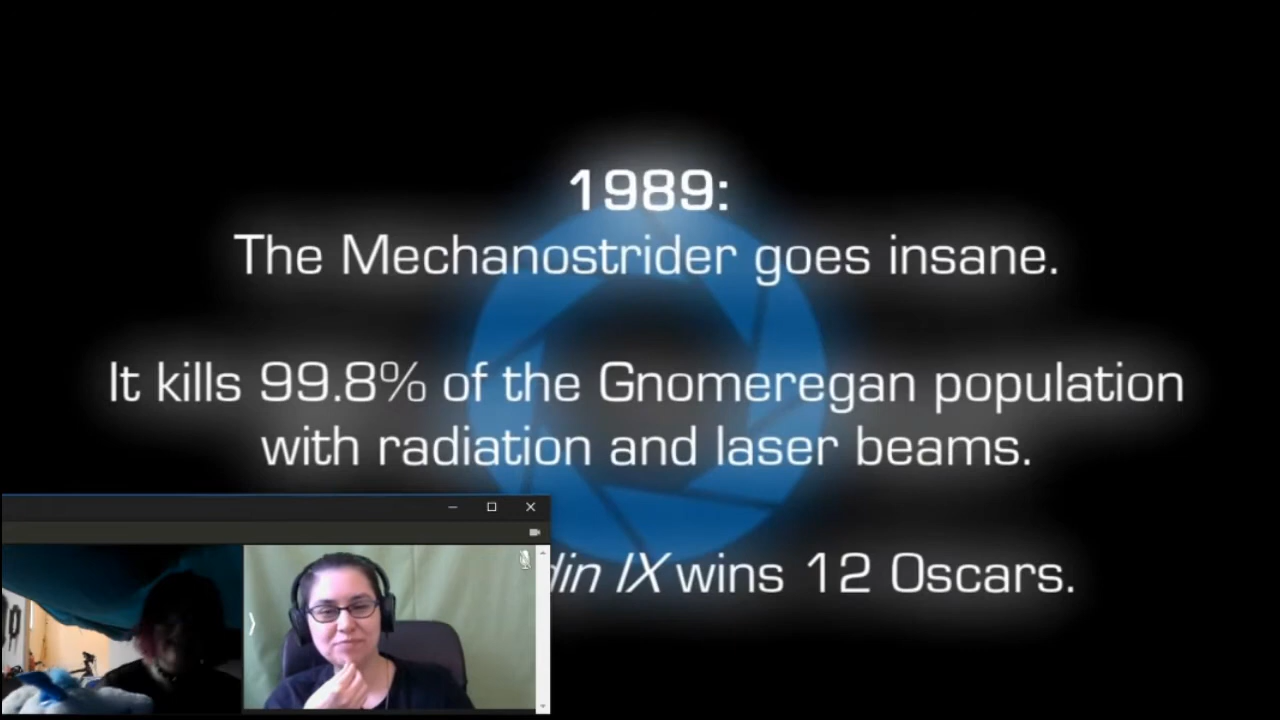 1989:
The Mechanostrider goes insane.
It kills 99.8% of the Gnomeregan population
with radiation and laser beams.
IX wins 12 Oscars.